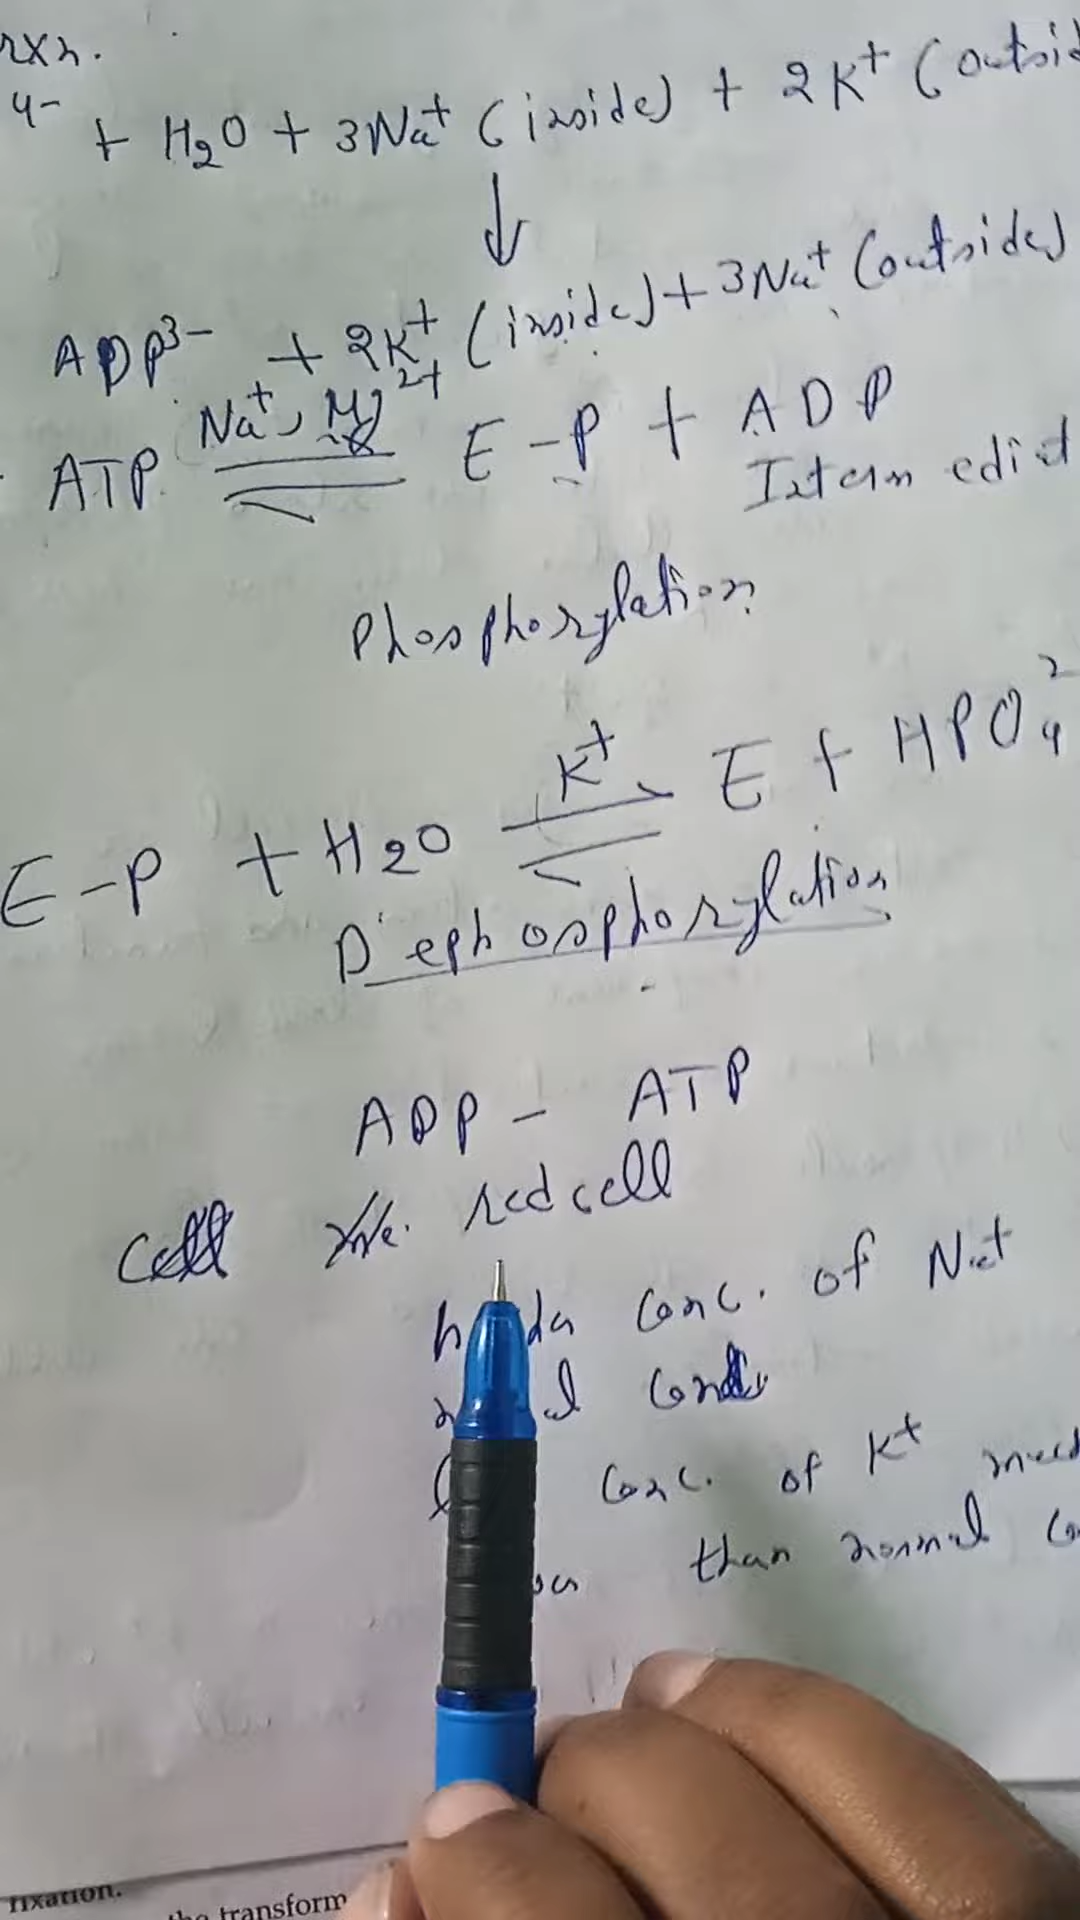 rxn.
4- + H2O + 3Na+ (inside) + 2K+ (outsid
↓
ADP3- + 2K+ (inside) + 3Na+ (outside)
Na+, Mg2+
ATP ⇌ E-P + ADP
Intermediat
Phosphorylation
K+
E-P + H2O ⇌ E + HPO4 2
Dephosphorylation
ADP - ATP
Cell red cell
conc. of Na+
conc. of K+
than normal
fixation.
the transform